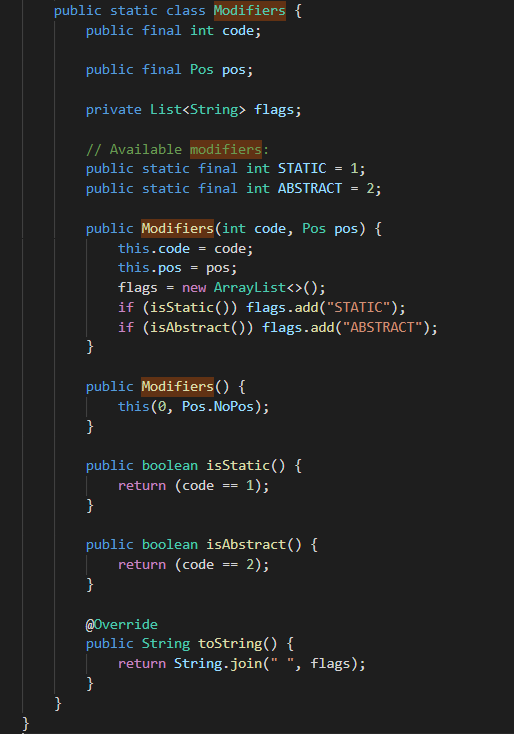 public static class Modifiers {
public final int code;
public final Pos pos;
private List<String> flags;
// Available modifiers:
public static final int STATIC = 1;
public static final int ABSTRACT = 2;
public Modifiers(int code, Pos pos) {
this.code = code;
this.pos = pos;
flags = new ArrayList<>();
if (isStatic()) flags.add("STATIC");
if (isAbstract()) flags.add("ABSTRACT");
}
public Modifiers() {
this(0, Pos.NoPos);
}
public boolean isStatic() {
return (code == 1);
}
public boolean isAbstract() {
return (code == 2);
}
@Override
public String toString() {
return String.join(" ", flags);
}
}
}